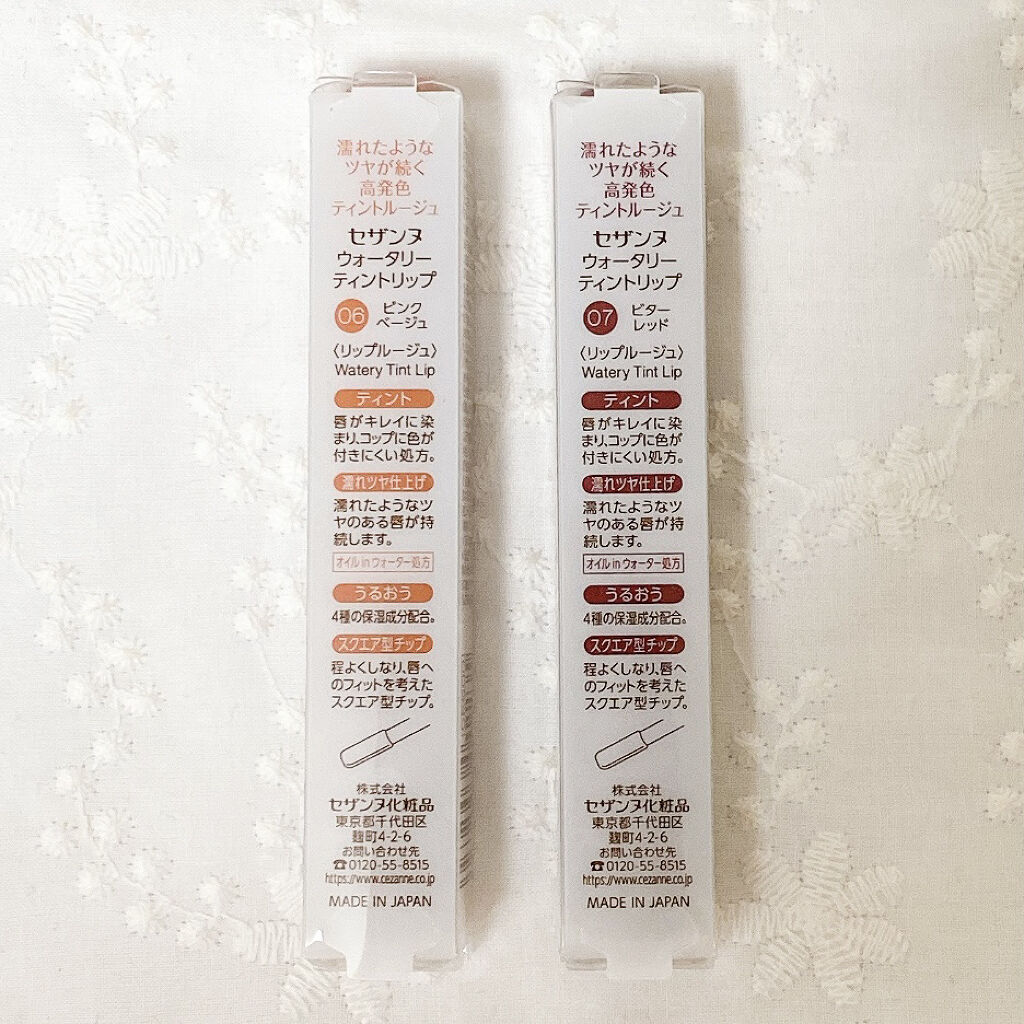 濡れたような
ツヤが続く
高発色
ティントルージュ
セザンヌ
ウォータリー
ティントリップ
06 ピンク
ベージュ
〈リップルージュ〉
Watery Tint Lip
ティント
唇がキレイに染
まり、コップに色が
付きにくい処方。
濡れツヤ仕上げ
濡れたようなツ
ヤのある唇が持
続します。
オイル in ウォーター処方
うるおう
4種の保湿成分配合。
スクエア型チップ
程よくしなり、唇へ
のフィットを考えた
スクエア型チップ。
株式会社
セザンヌ化粧品
東京都千代田区
麹町4-2-6
お問い合わせ先
☎0120-55-8515
https://www.cezanne.co.jp
MADE IN JAPAN
濡れたような
ツヤが続く
高発色
ティントルージュ
セザンヌ
ウォータリー
ティントリップ
07 ビター
レッド
〈リップルージュ〉
Watery Tint Lip
ティント
唇がキレイに染
まり、コップに色が
付きにくい処方。
濡れツヤ仕上げ
濡れたようなツ
ヤのある唇が持
続します。
オイル in ウォーター処方
うるおう
4種の保湿成分配合。
スクエア型チップ
程よくしなり、唇へ
のフィットを考えた
スクエア型チップ。
株式会社
セザンヌ化粧品
東京都千代田区
麹町4-2-6
お問い合わせ先
☎0120-55-8515
https://www.cezanne.co.jp
MADE IN JAPAN